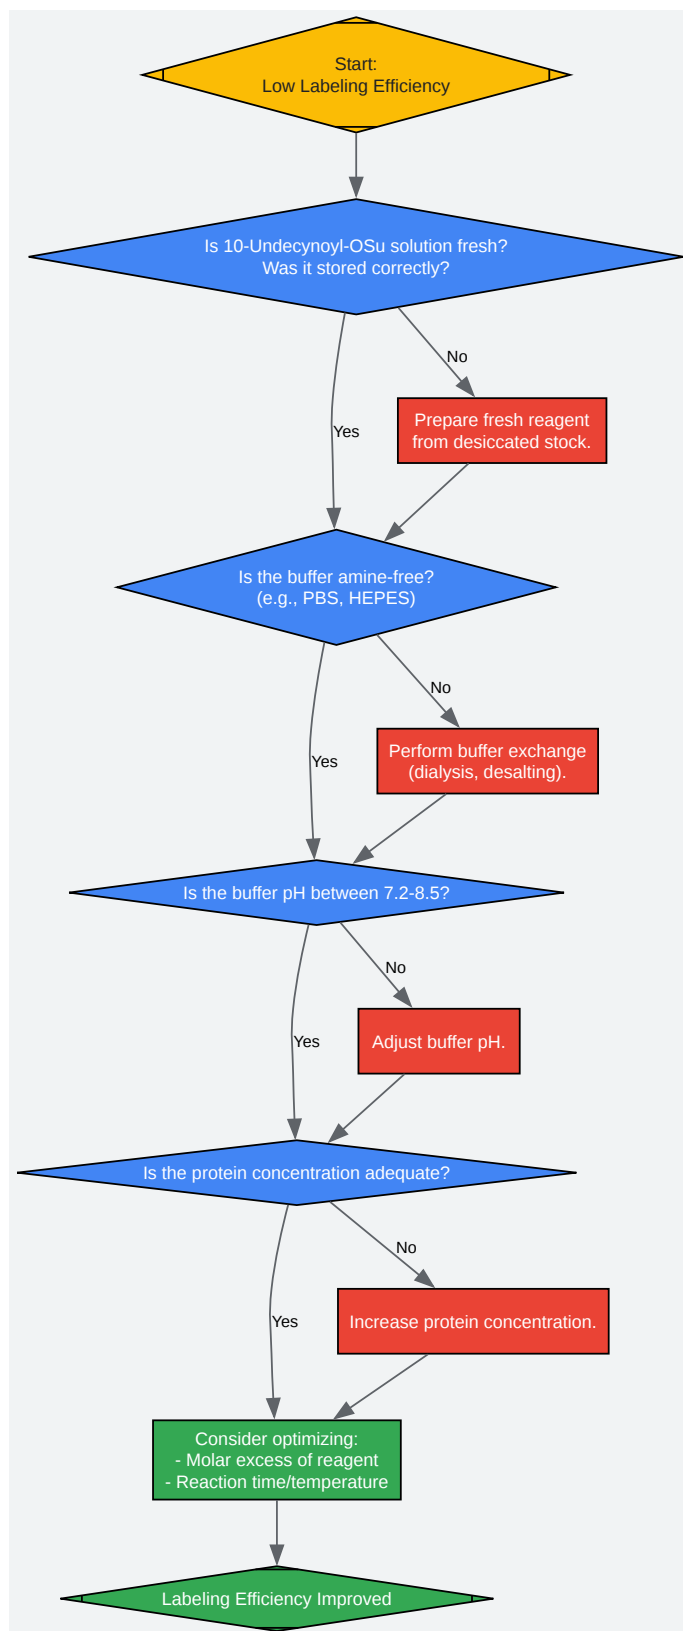 Start:
Low Labeling Efficiency
Is 10-Undecynoyl-OSu solution fresh?
Was it stored correctly?
No
Yes
Prepare fresh reagent
from desiccated stock.
Is the buffer amine-free?
(e.g., PBS, HEPES)
No
Yes
Perform buffer exchange
(dialysis, desalting).
Is the buffer pH between 7.2-8.5?
No
Yes
Adjust buffer pH.
Is the protein concentration adequate?
No
Yes
Increase protein concentration.
Consider optimizing:
- Molar excess of reagent
- Reaction time/temperature
Labeling Efficiency Improved